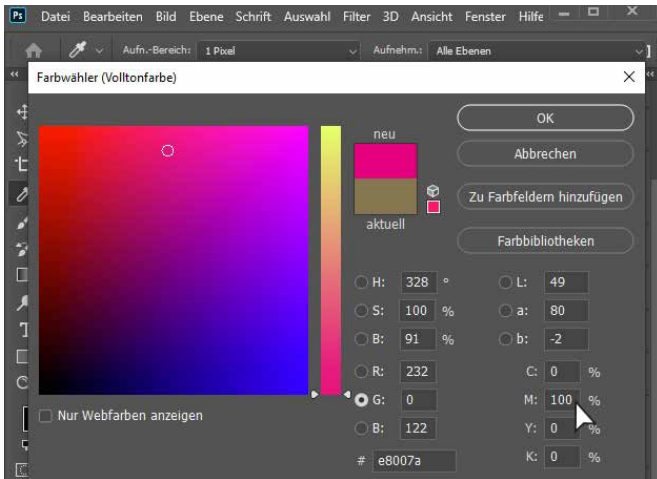 Ps Datei Bearbeiten Bild Ebene Schrift Auswahl Filter 3D Ansicht Fenster Hilfe
Aufn.-Bereich: 1 Pixel Aufnehm.: Alle Ebenen
Farbwähler (Volltonfarbe)
neu
aktuell
OK
Abbrechen
Zu Farbfeldern hinzufügen
Farbbibliotheken
H: 328 °
S: 100 %
B: 91 %
R: 232
G: 0
B: 122
# e8007a
L: 49
a: 80
b: -2
C: 0 %
M: 100 %
Y: 0 %
K: 0 %
Nur Webfarben anzeigen